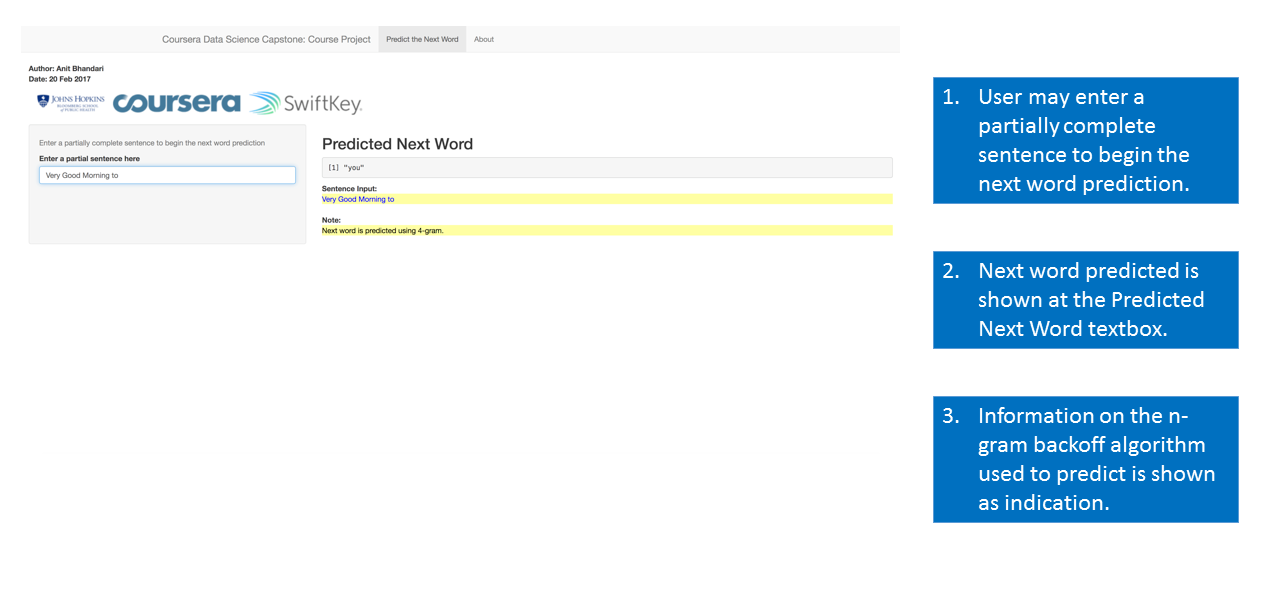 Coursera Data Science Capstone: Course Project Predict the Next Word About
Author: Anit Bhandari
Date: 20 Feb 2017
JOHNS HOPKINS
BLOOMBERG SCHOOL
of PUBLIC HEALTH
coursera
SwiftKey.
Enter a partially complete sentence to begin the next word prediction
Enter a partial sentence here
Very Good Morning to
Predicted Next Word
[1] "you"
Sentence Input:
Very Good Morning to
Note:
Next word is predicted using 4-gram.
1. User may enter a
partially complete
sentence to begin the
next word prediction.
2. Next word predicted is
shown at the Predicted
Next Word textbox.
3. Information on the n-
gram backoff algorithm
used to predict is shown
as indication.